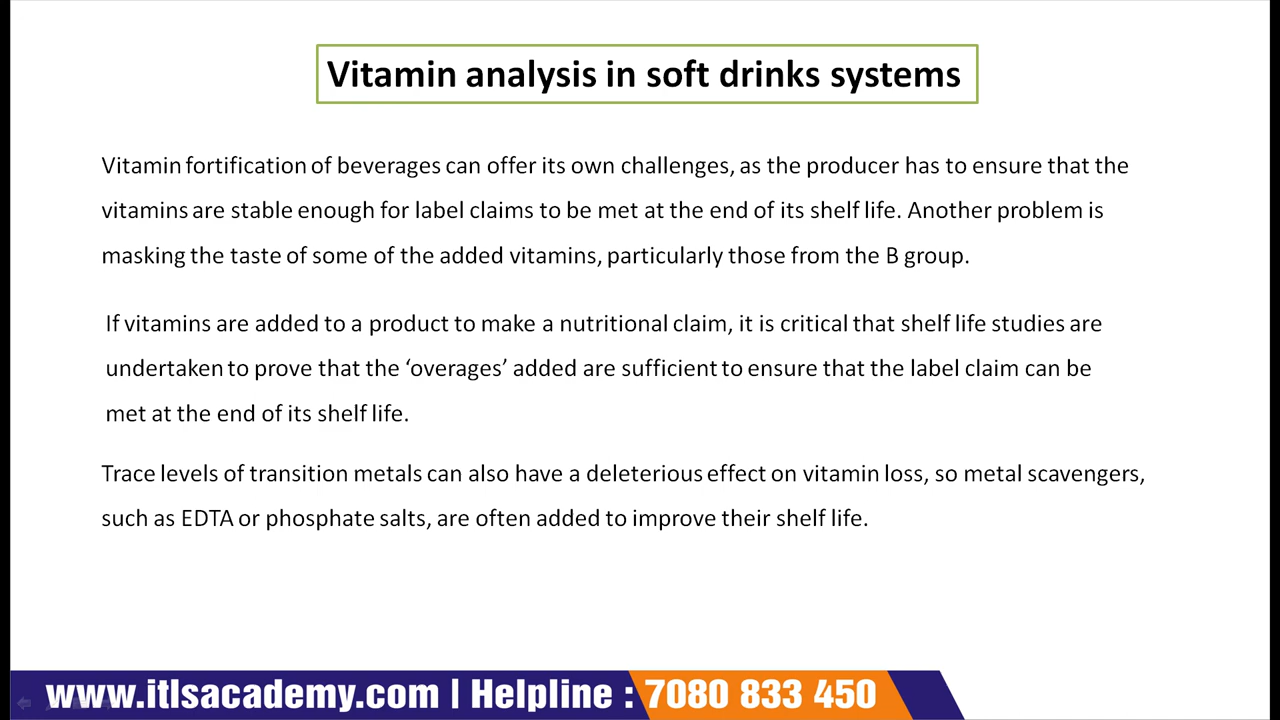 Vitamin analysis in soft drinks systems
Vitamin fortification of beverages can offer its own challenges, as the producer has to ensure that the
vitamins are stable enough for label claims to be met at the end of its shelf life. Another problem is
masking the taste of some of the added vitamins, particularly those from the B group.
If vitamins are added to a product to make a nutritional claim, it is critical that shelf life studies are
undertaken to prove that the ‘overages’ added are sufficient to ensure that the label claim can be
met at the end of its shelf life.
Trace levels of transition metals can also have a deleterious effect on vitamin loss, so metal scavengers,
such as EDTA or phosphate salts, are often added to improve their shelf life.
www.itlsacademy.com | Helpline : 7080 833 450